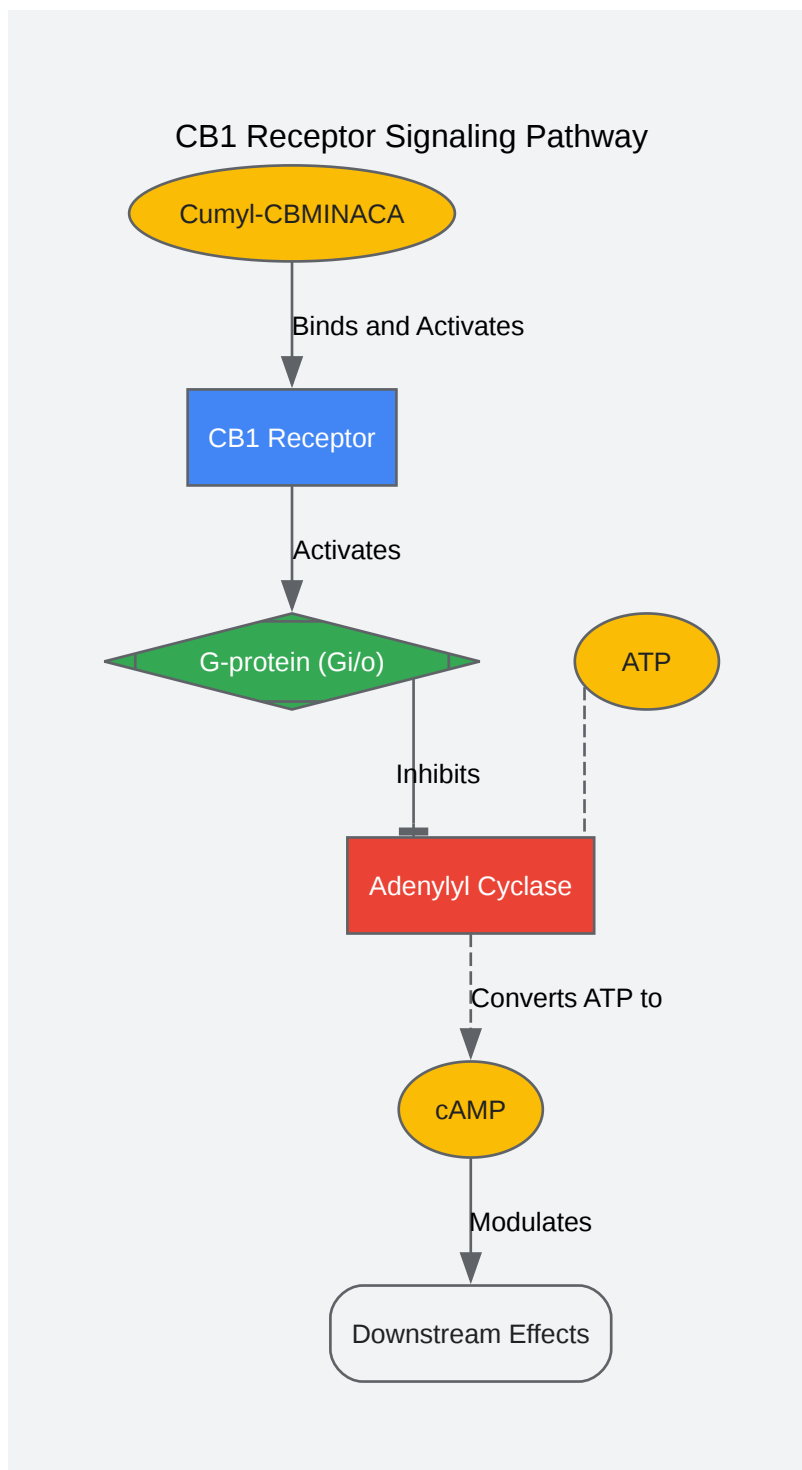 CB1 Receptor Signaling Pathway
Cumyl-CBMINACA
Binds and Activates
CB1 Receptor
Activates
G-protein (Gi/o)
ATP
Inhibits
Adenylyl Cyclase
Converts ATP to
cAMP
Modulates
Downstream Effects